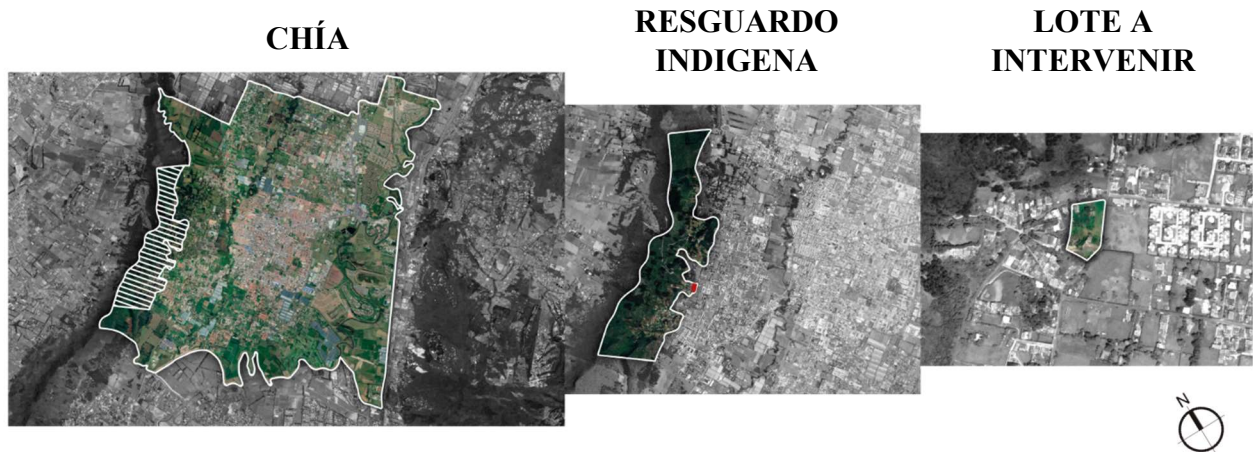 CHÍA
RESGUARDO
INDIGENA
LOTE A
INTERVENIR
N